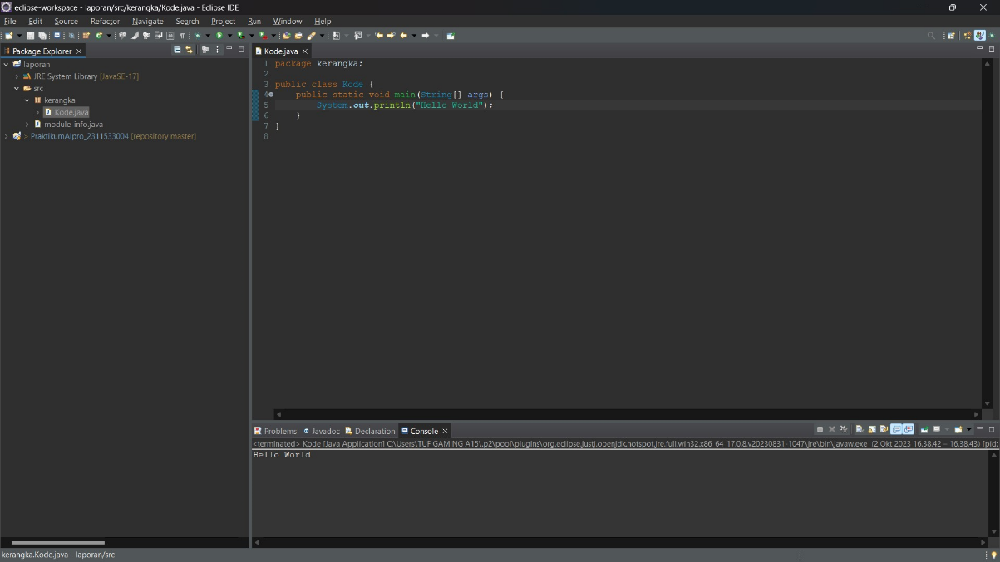 eclipse-workspace - laporan/src/kerangka/Kode.java - Eclipse IDE
File Edit Source Refactor Navigate Search Project Run Window Help
Package Explorer
laporan
JRE System Library [JavaSE-17]
src
kerangka
Kode.java
module-info.java
> PraktikumAlpro_2311533004 [repository master]
Kode.java
1 package kerangka;
2
3 public class Kode {
4 public static void main(String[] args) {
5 System.out.println("Hello World");
6 }
7 }
8
Problems Javadoc Declaration Console
<terminated> Kode [Java Application] C:\Users\TUF GAMING A15\.p2\pool\plugins\org.eclipse.justj.openjdk.hotspot.jre.full.win32.x86_64_17.0.8.v20230831-1047\jre\bin\javaw.exe (2 Okt 2023 16.38.42 – 16.38.43) [pid:
Hello World
kerangka.Kode.java - laporan/src